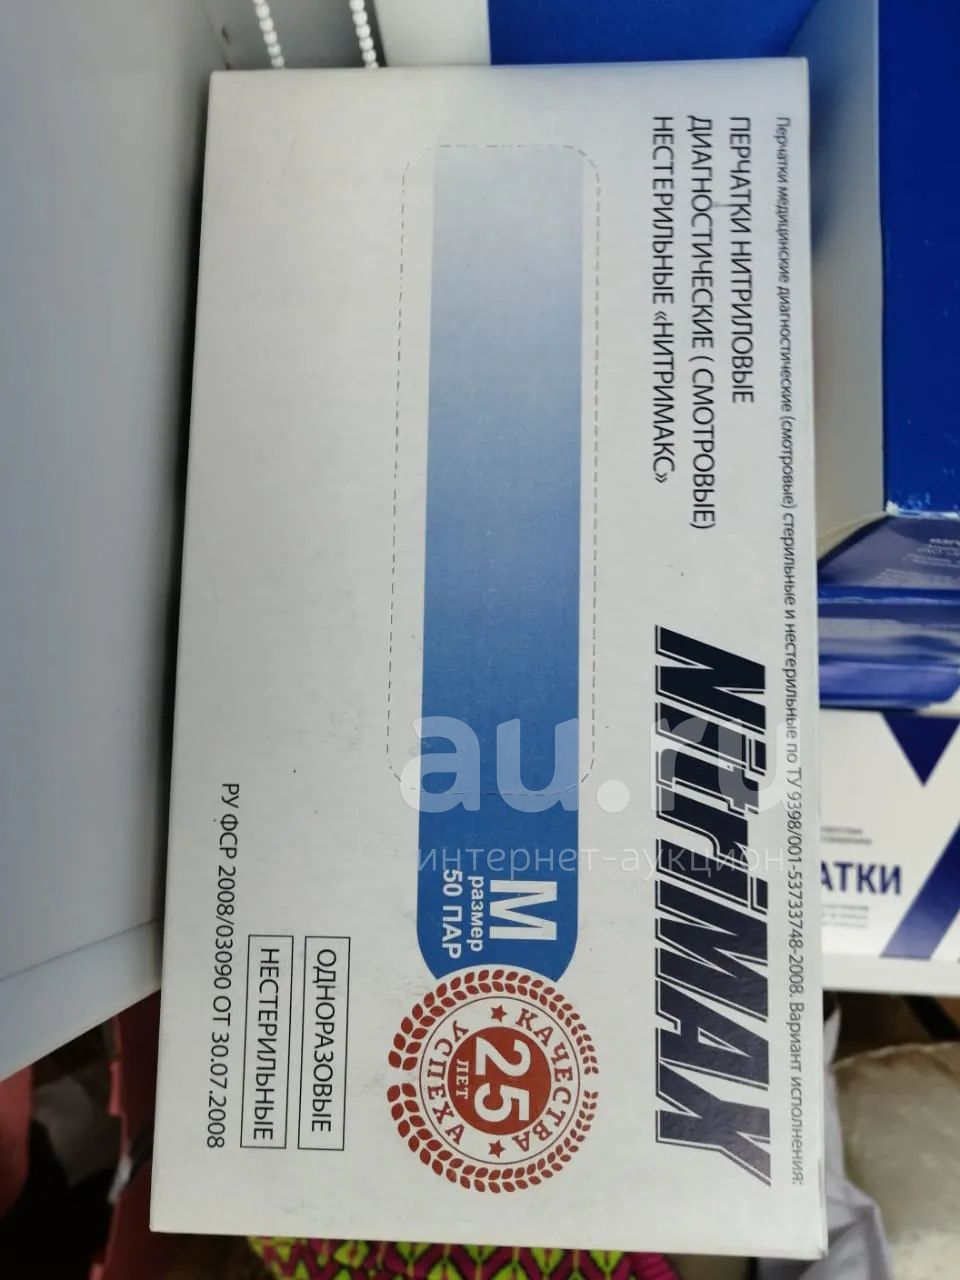 Перчатки медицинские диагностические (смотровые) стерильные и нестерильные по ТУ 9398/001-53733748-2008. Вариант исполнения:
ПЕРЧАТКИ НИТРИЛОВЫЕ
ДИАГНОСТИЧЕСКИЕ ( СМОТРОВЫЕ)
НЕСТЕРИЛЬНЫЕ «НИТРИМАКС»
NitriMAX
M
размер
50 ПАР
КАЧЕСТВА
25
ЛЕТ
УСПЕХА
ОДНОРАЗОВЫЕ
НЕСТЕРИЛЬНЫЕ
РУ ФСР 2008/03090 ОТ 30.07.2008
au.ru
интернет-аукцион
АТКИ